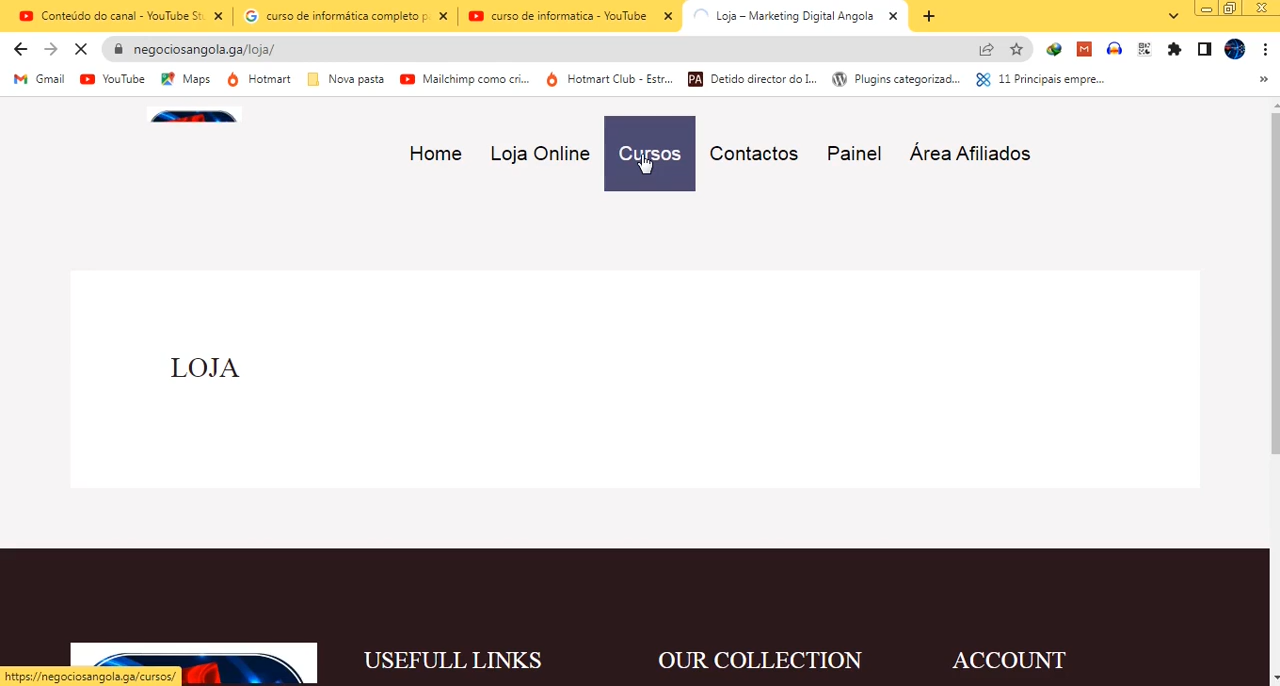 Conteúdo do canal - YouTube St
curso de informática completo p
curso de informatica - YouTube
Loja – Marketing Digital Angola
negociosangola.ga/loja/
Gmail
YouTube
Maps
Hotmart
Nova pasta
Mailchimp como cri...
Hotmart Club - Estr...
PA
Detido director do I...
Plugins categorizad...
11 Principais empre...
»
Home
Loja Online
Cursos
Contactos
Painel
Área Afiliados
LOJA
USEFULL LINKS
OUR COLLECTION
ACCOUNT
https://negociosangola.ga/cursos/